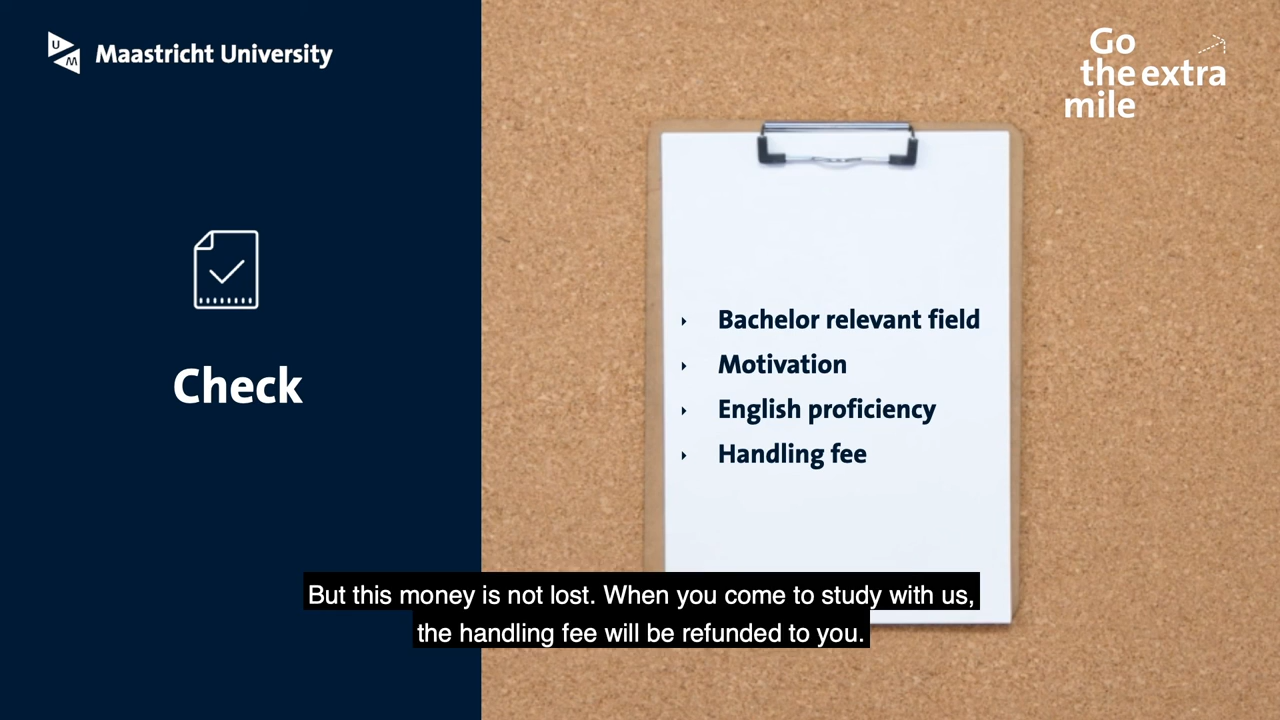 UM Maastricht University
Go
the extra
mile
Check
Bachelor relevant field
Motivation
English proficiency
Handling fee
But this money is not lost. When you come to study with us,
the handling fee will be refunded to you.